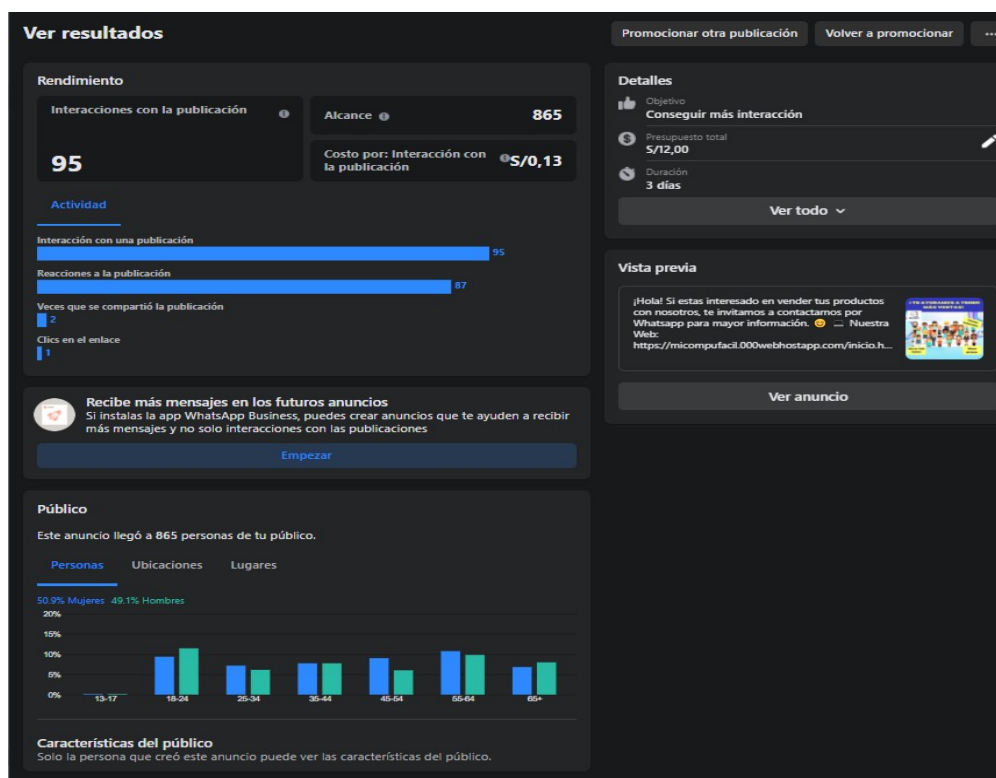 Ver resultados
Promocionar otra publicación
Volver a promocionar
...
Rendimiento
Interacciones con la publicación
95
Alcance
865
Costo por: Interacción con
la publicación
S/0,13
Actividad
Interacción con una publicación
95
Reacciones a la publicación
87
Veces que se compartió la publicación
2
Clics en el enlace
1
Recibe más mensajes en los futuros anuncios
Si instalas la app WhatsApp Business, puedes crear anuncios que te ayuden a recibir
más mensajes y no solo interacciones con las publicaciones
Empezar
Público
Este anuncio llegó a 865 personas de tu público.
Personas
Ubicaciones
Lugares
50.9% Mujeres 49.1% Hombres
20%
15%
10%
5%
0%
13-17
18-24
25-34
35-44
45-54
55-64
65+
Características del público
Solo la persona que creó este anuncio puede ver las características del público.
Detalles
Objetivo
Conseguir más interacción
Presupuesto total
S/12,00
Duración
3 días
Ver todo
Vista previa
¡Hola! Si estas interesado en vender tus productos
con nosotros, te invitamos a contactarnos por
Whatsapp para mayor información. Nuestra
Web:
https://micompufacil.000webhostapp.com/inicio.h...
Ver anuncio